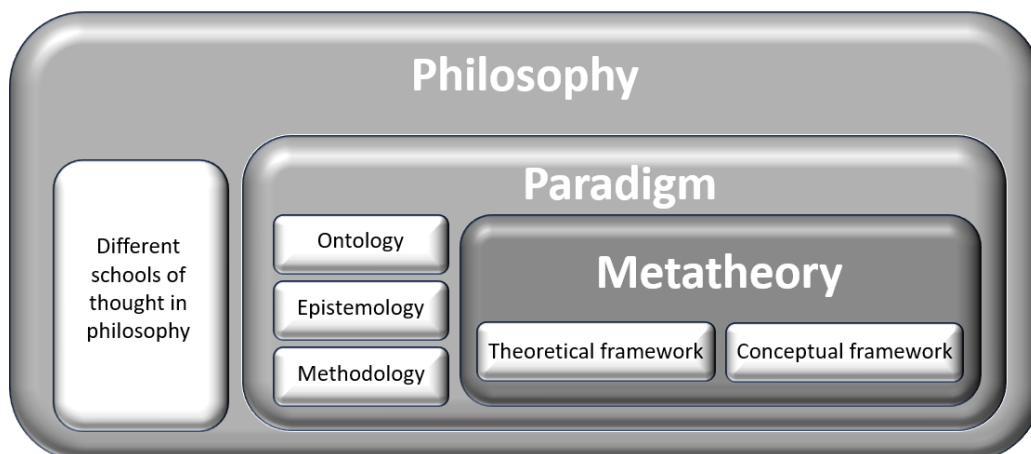 Philosophy
Different
schools of
thought in
philosophy
Paradigm
Ontology
Epistemology
Methodology
Metatheory
Theoretical framework
Conceptual framework